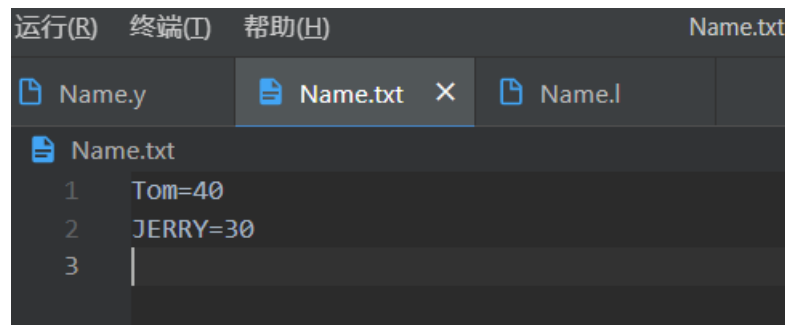 运行(R) 终端(T) 帮助(H) Name.txt
Name.y Name.txt × Name.l
Name.txt
1 Tom=40
2 JERRY=30
3